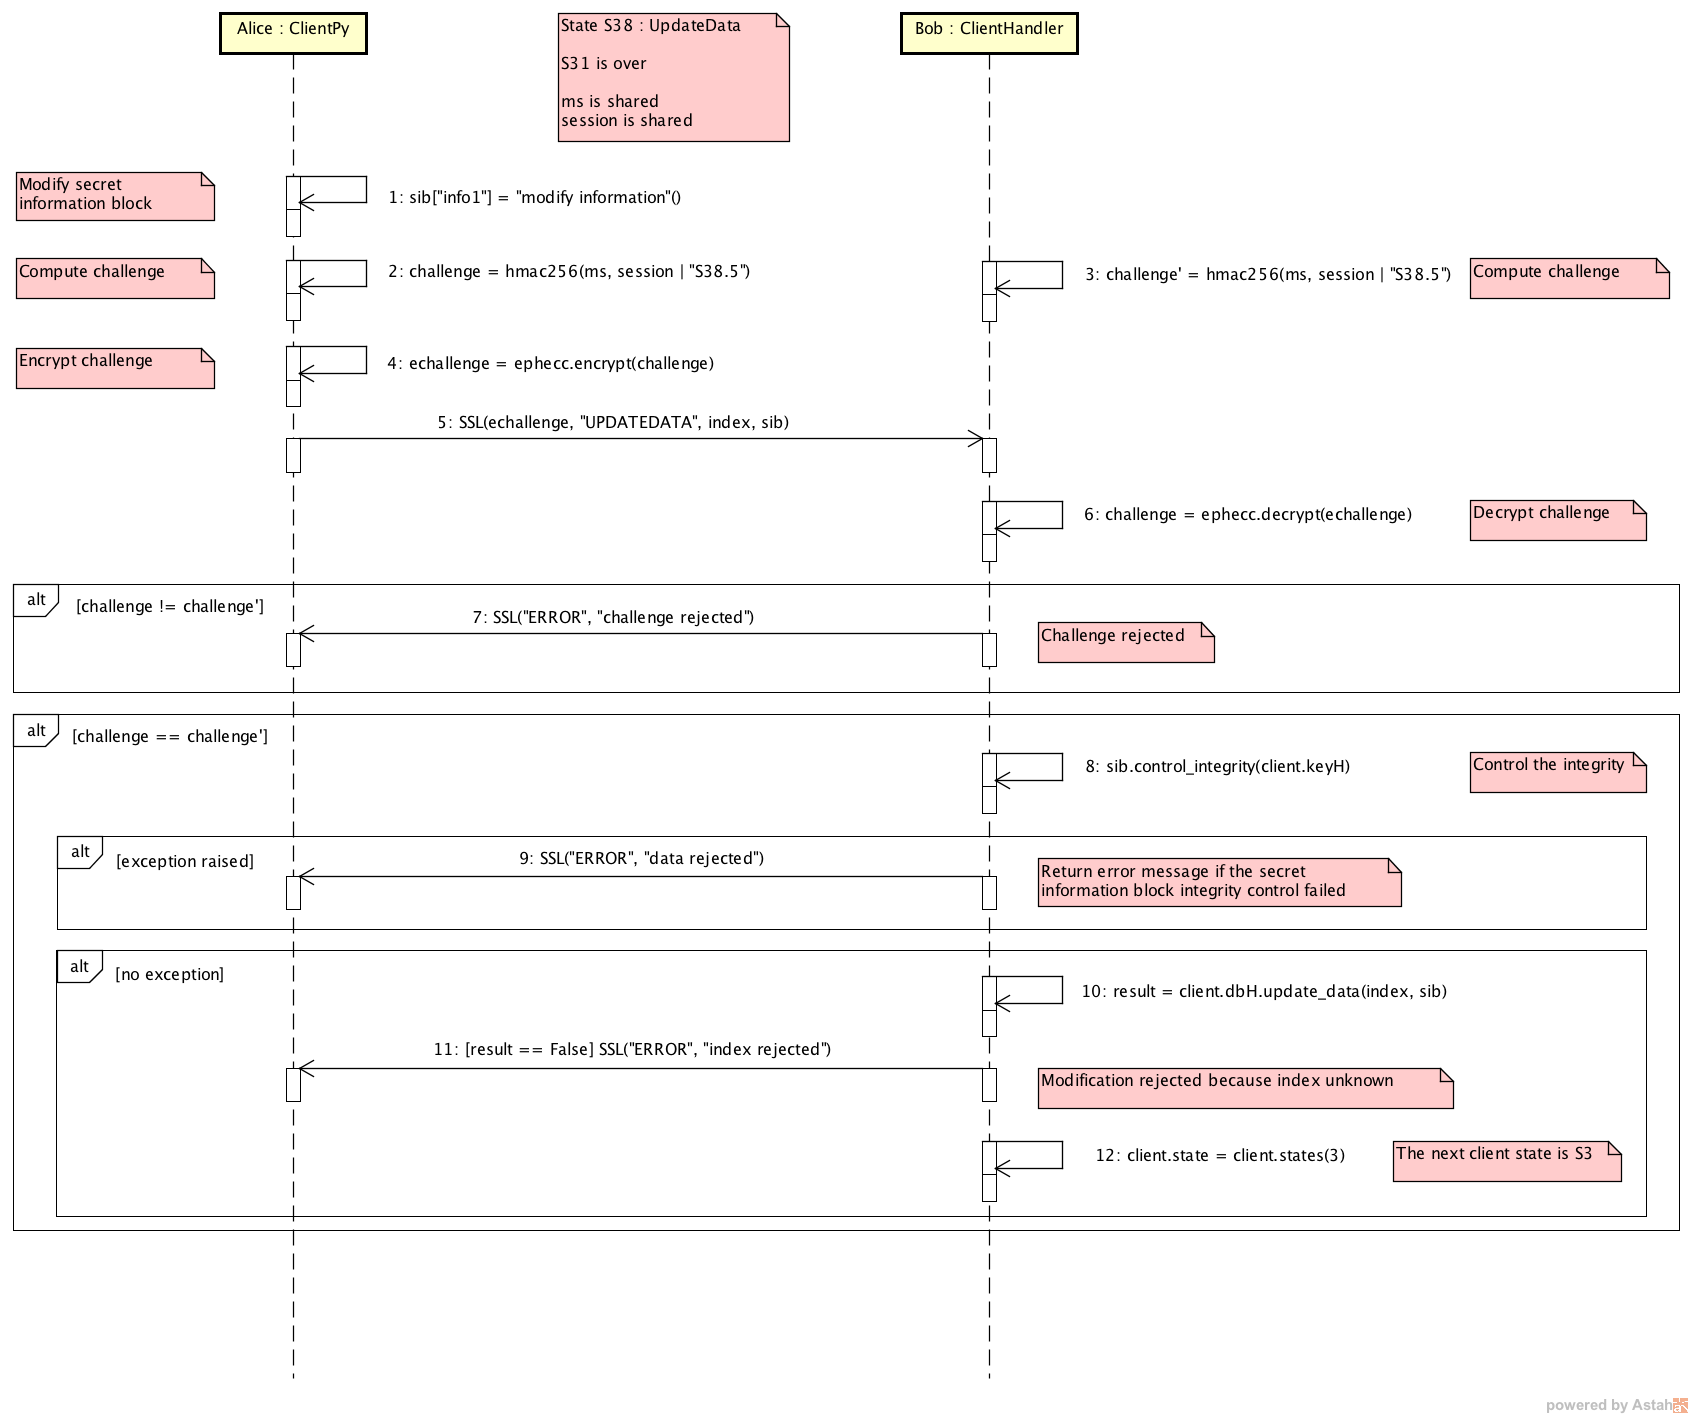 Alice : ClientPy
State S38 : UpdateData
S31 is over
ms is shared
session is shared
Bob : ClientHandler
Modify secret
information block
1: sib["info1"] = "modify information"()
Compute challenge
2: challenge = hmac256(ms, session | "S38.5")
3: challenge' = hmac256(ms, session | "S38.5")
Compute challenge
Encrypt challenge
4: echallenge = ephecc.encrypt(challenge)
5: SSL(echallenge, "UPDATEDATA", index, sib)
6: challenge = ephecc.decrypt(echallenge)
Decrypt challenge
alt
[challenge != challenge']
7: SSL("ERROR", "challenge rejected")
Challenge rejected
alt
[challenge == challenge']
8: sib.control_integrity(client.keyH)
Control the integrity
alt
[exception raised]
9: SSL("ERROR", "data rejected")
Return error message if the secret
information block integrity control failed
alt
[no exception]
10: result = client.dbH.update_data(index, sib)
11: [result == False] SSL("ERROR", "index rejected")
Modification rejected because index unknown
12: client.state = client.states(3)
The next client state is S3
powered by Astah